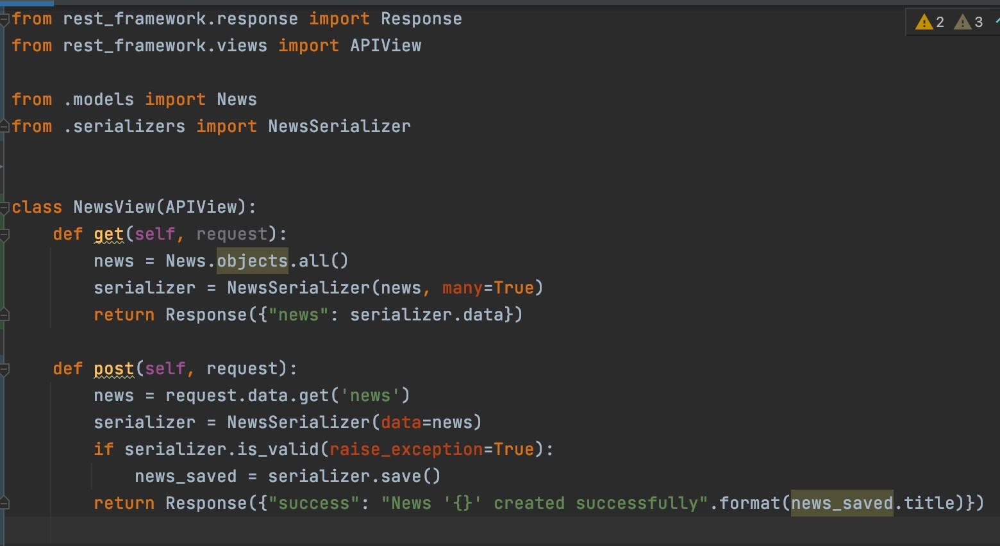 from rest_framework.response import Response
2 3
from rest_framework.views import APIView
from .models import News
from .serializers import NewsSerializer
class NewsView(APIView):
    def get(self, request):
        news = News.objects.all()
        serializer = NewsSerializer(news, many=True)
        return Response({"news": serializer.data})
    def post(self, request):
        news = request.data.get('news')
        serializer = NewsSerializer(data=news)
        if serializer.is_valid(raise_exception=True):
            news_saved = serializer.save()
        return Response({"success": "News '{}' created successfully".format(news_saved.title)})